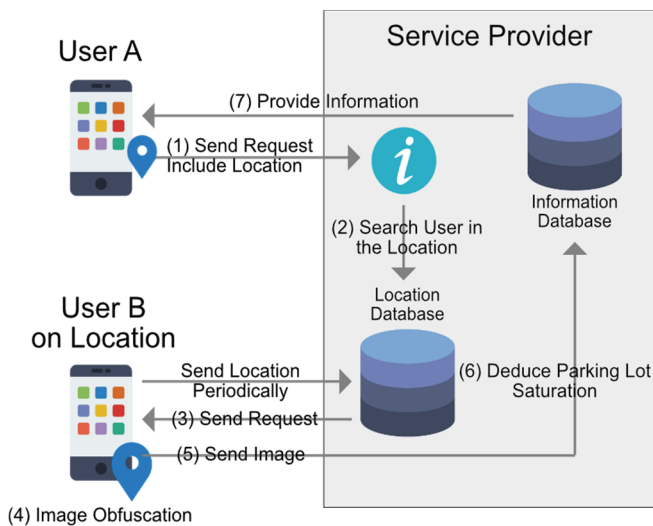 User A
Service Provider
(7) Provide Information
(1) Send Request
Include Location
i
Information
Database
(2) Search User in
the Location
Location
Database
User B
on Location
Send Location
Periodically
(6) Deduce Parking Lot
Saturation
(3) Send Request
(5) Send Image
(4) Image Obfuscation